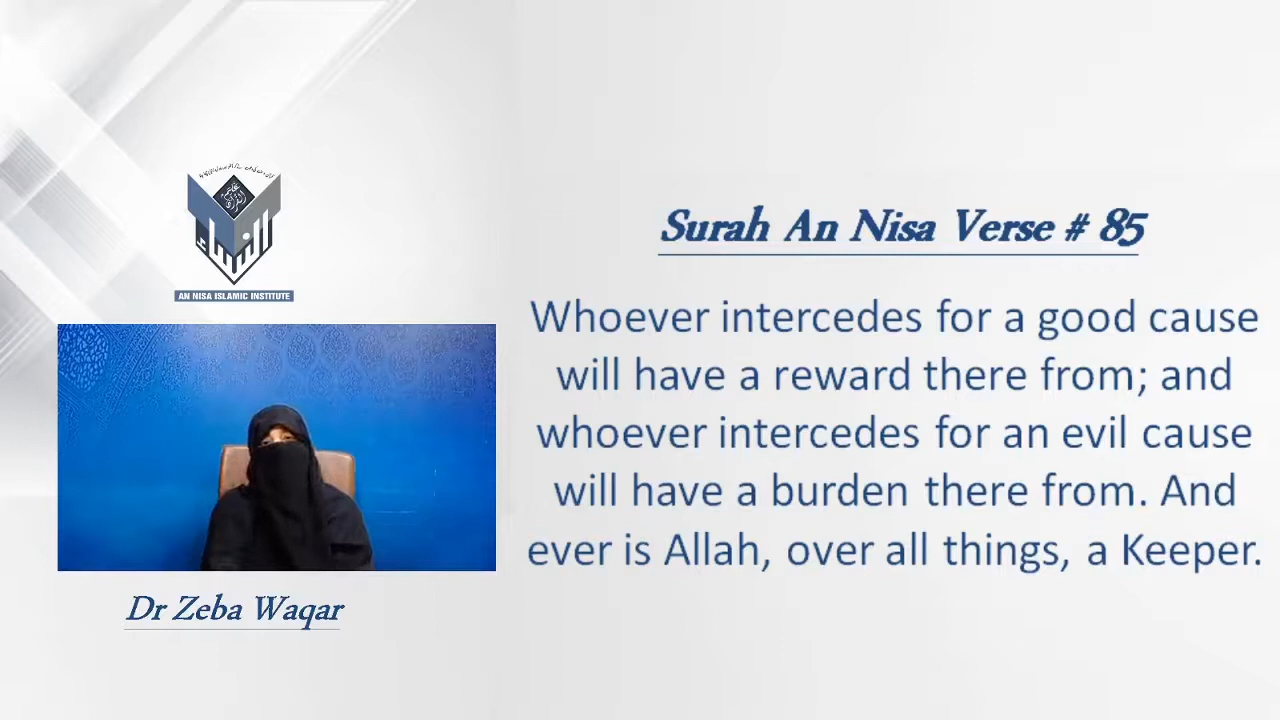 النساء
AN NISA ISLAMIC INSTITUTE
Dr Zeba Waqar
Surah An Nisa Verse # 85
Whoever intercedes for a good cause
will have a reward there from; and
whoever intercedes for an evil cause
will have a burden there from. And
ever is Allah, over all things, a Keeper.